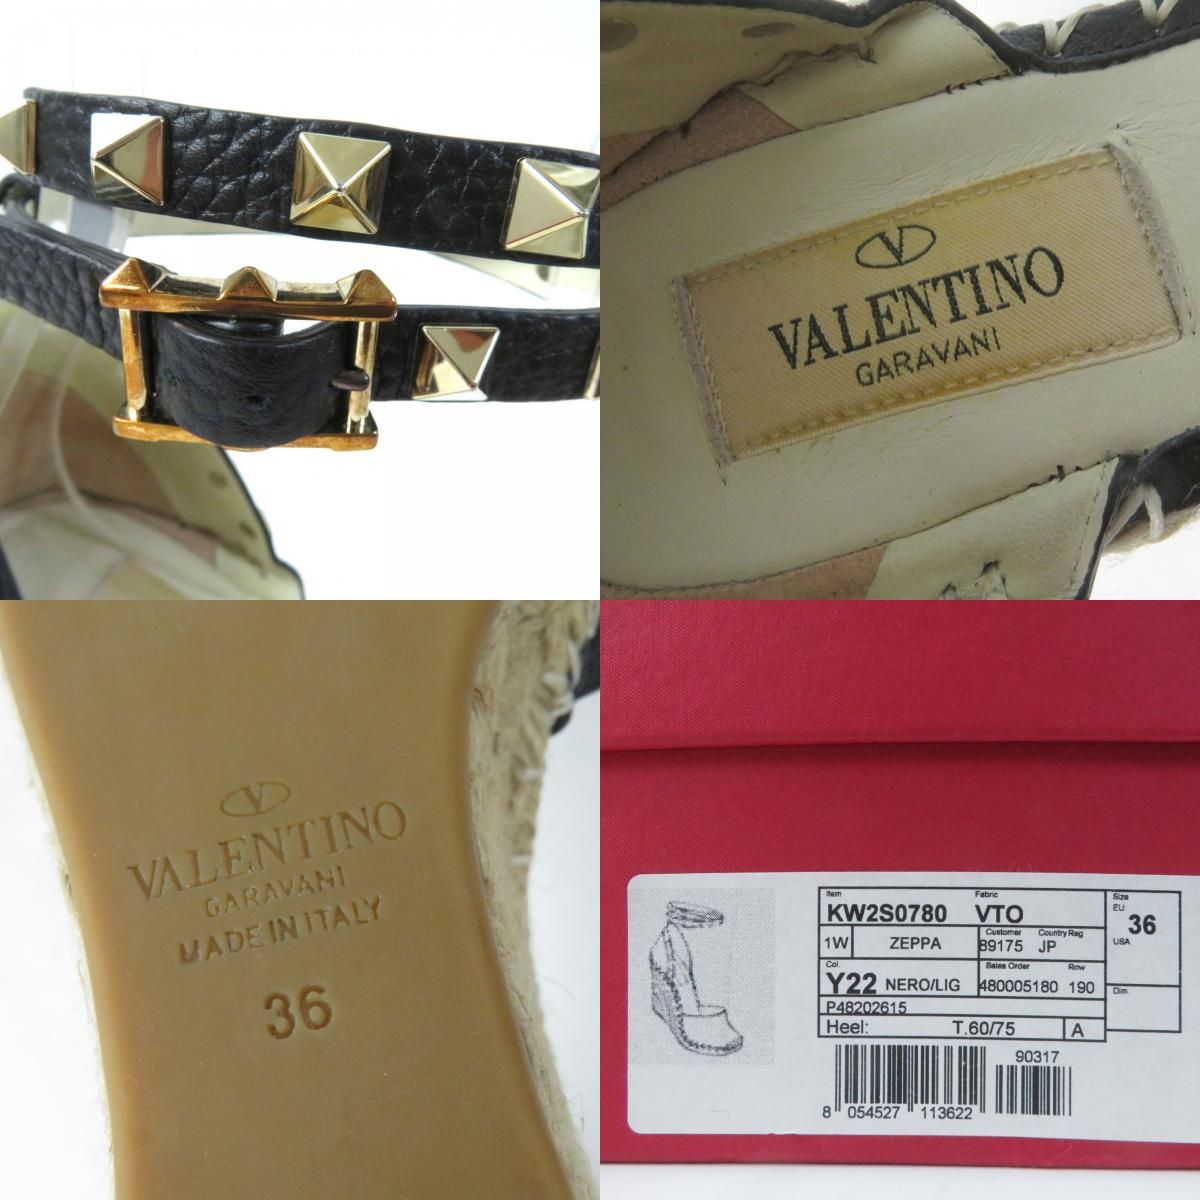 V
VALENTINO
GARAVANI
V
VALENTINO
GARAVANI
MADE IN ITALY
36
Item Fabric Size
KW2S0780 VTO EU: 36
1W ZEPPA Customer 89175 Country Reg JP USA
Col. Y22 NERO/LIG Sales Order 480005180 Row 190 Dim.
P48202615
Heel: T.60/75 A
90317
8 054527 113622